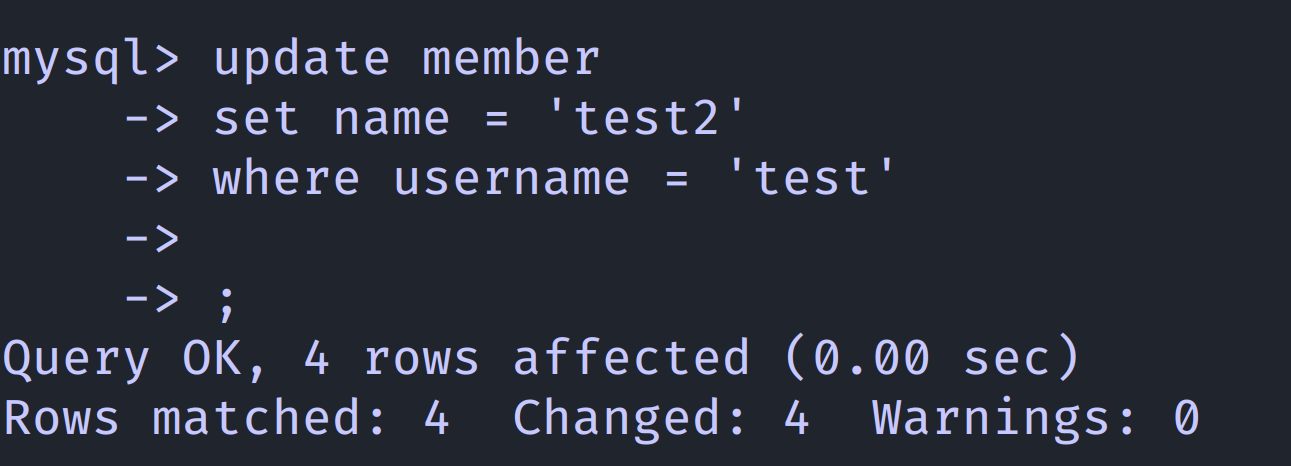 mysql> update member
    -> set name = 'test2'
    -> where username = 'test'
    ->
    -> ;
Query OK, 4 rows affected (0.00 sec)
Rows matched: 4  Changed: 4  Warnings: 0